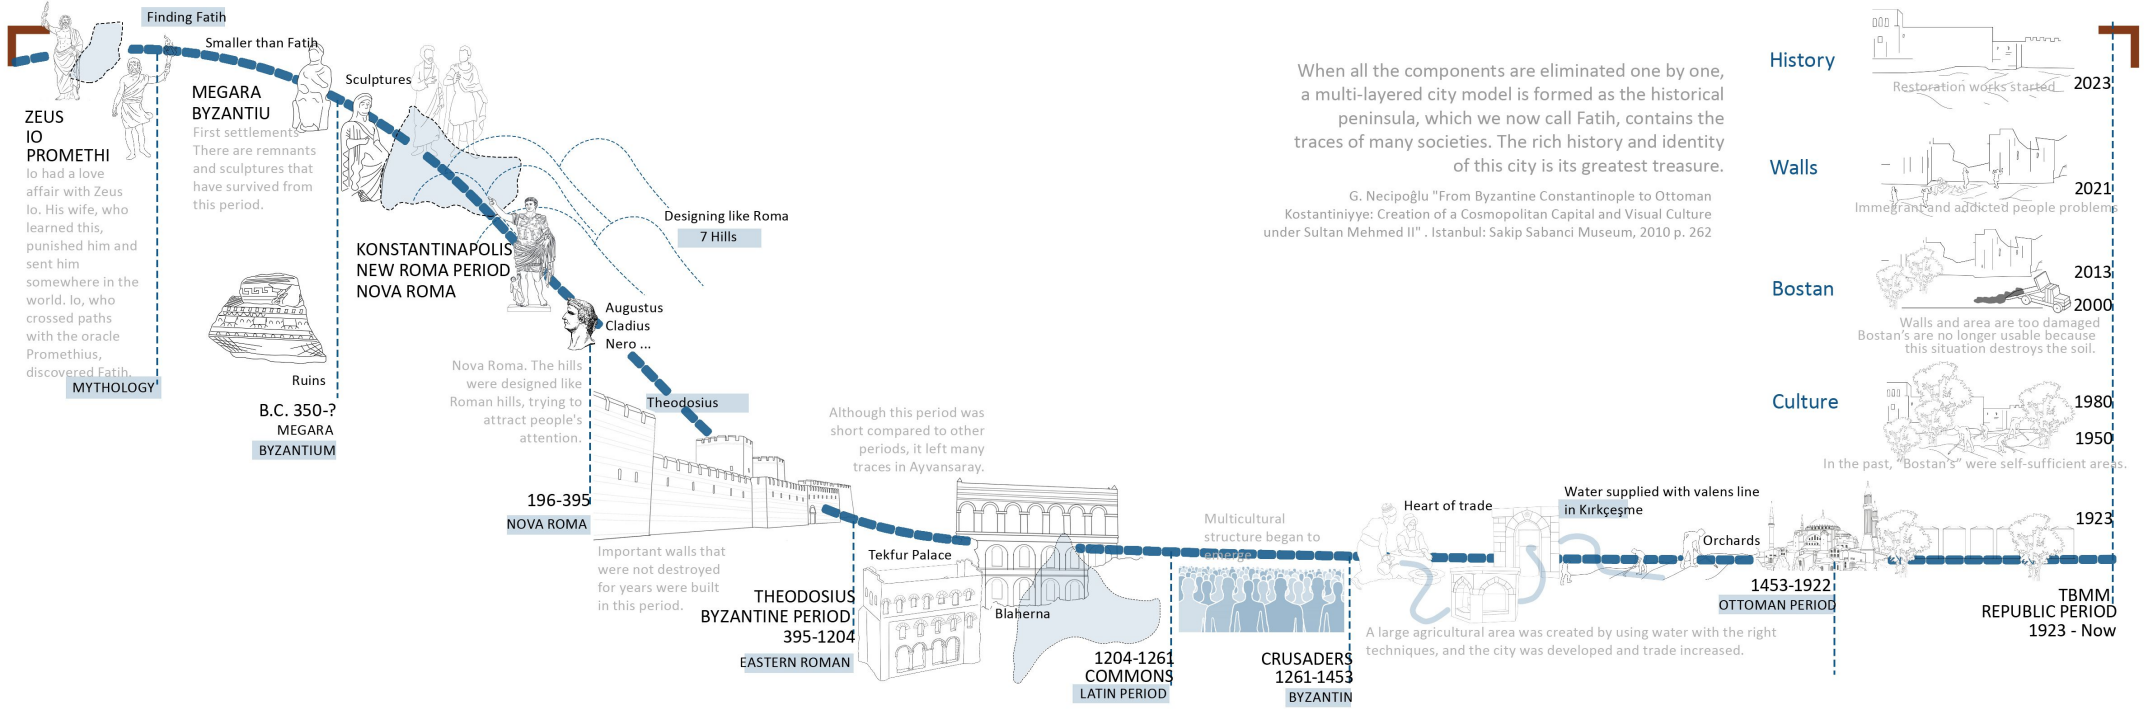 Finding Fatih
Smaller than Fatih
ZEUS
IO
PROMETHI
Io had a love
affair with Zeus
Io. His wife, who
learned this,
punished him and
sent him
somewhere in the
world. Io, who
crossed paths
with the oracle
Promethius,
discovered Fatih.
MYTHOLOGY
MEGARA
BYZANTIU
First settlements
There are remnants
and sculptures that
have survived from
this period.
Ruins
B.C. 350-?
MEGARA
BYZANTIUM
Sculptures
KONSTANTINAPOLIS
NEW ROMA PERIOD
NOVA ROMA
Designing like Roma
7 Hills
Augustus
Cladius
Nero ...
Nova Roma. The hills
were designed like
Roman hills, trying to
attract people's
attention.
196-395
NOVA ROMA
Theodosius
Important walls that
were not destroyed
for years were built
in this period.
THEODOSIUS
BYZANTINE PERIOD
395-1204
EASTERN ROMAN
Although this period was
short compared to other
periods, it left many
traces in Ayvansaray.
Tekfur Palace
Blaherna
1204-1261
COMMONS
LATIN PERIOD
Multicultural
structure began to
emerge
CRUSADERS
1261-1453
BYZANTIN
Heart of trade
Water supplied with valens line
in Kırkçeşme
Orchards
A large agricultural area was created by using water with the right
techniques, and the city was developed and trade increased.
1453-1922
OTTOMAN PERIOD
TBMM
REPUBLIC PERIOD
1923 - Now
When all the components are eliminated one by one,
a multi-layered city model is formed as the historical
peninsula, which we now call Fatih, contains the
traces of many societies. The rich history and identity
of this city is its greatest treasure.
G. Necipoğlu "From Byzantine Constantinople to Ottoman
Kostantiniyye: Creation of a Cosmopolitan Capital and Visual Culture
under Sultan Mehmed II" . Istanbul: Sakip Sabanci Museum, 2010 p. 262
History
2023
Restoration works started
Walls
2021
Immegrant and addicted people problems
Bostan
2013
2000
Walls and area are too damaged
Bostan's are no longer usable because
this situation destroys the soil.
Culture
1980
1950
In the past, "Bostan's" were self-sufficient areas.
1923